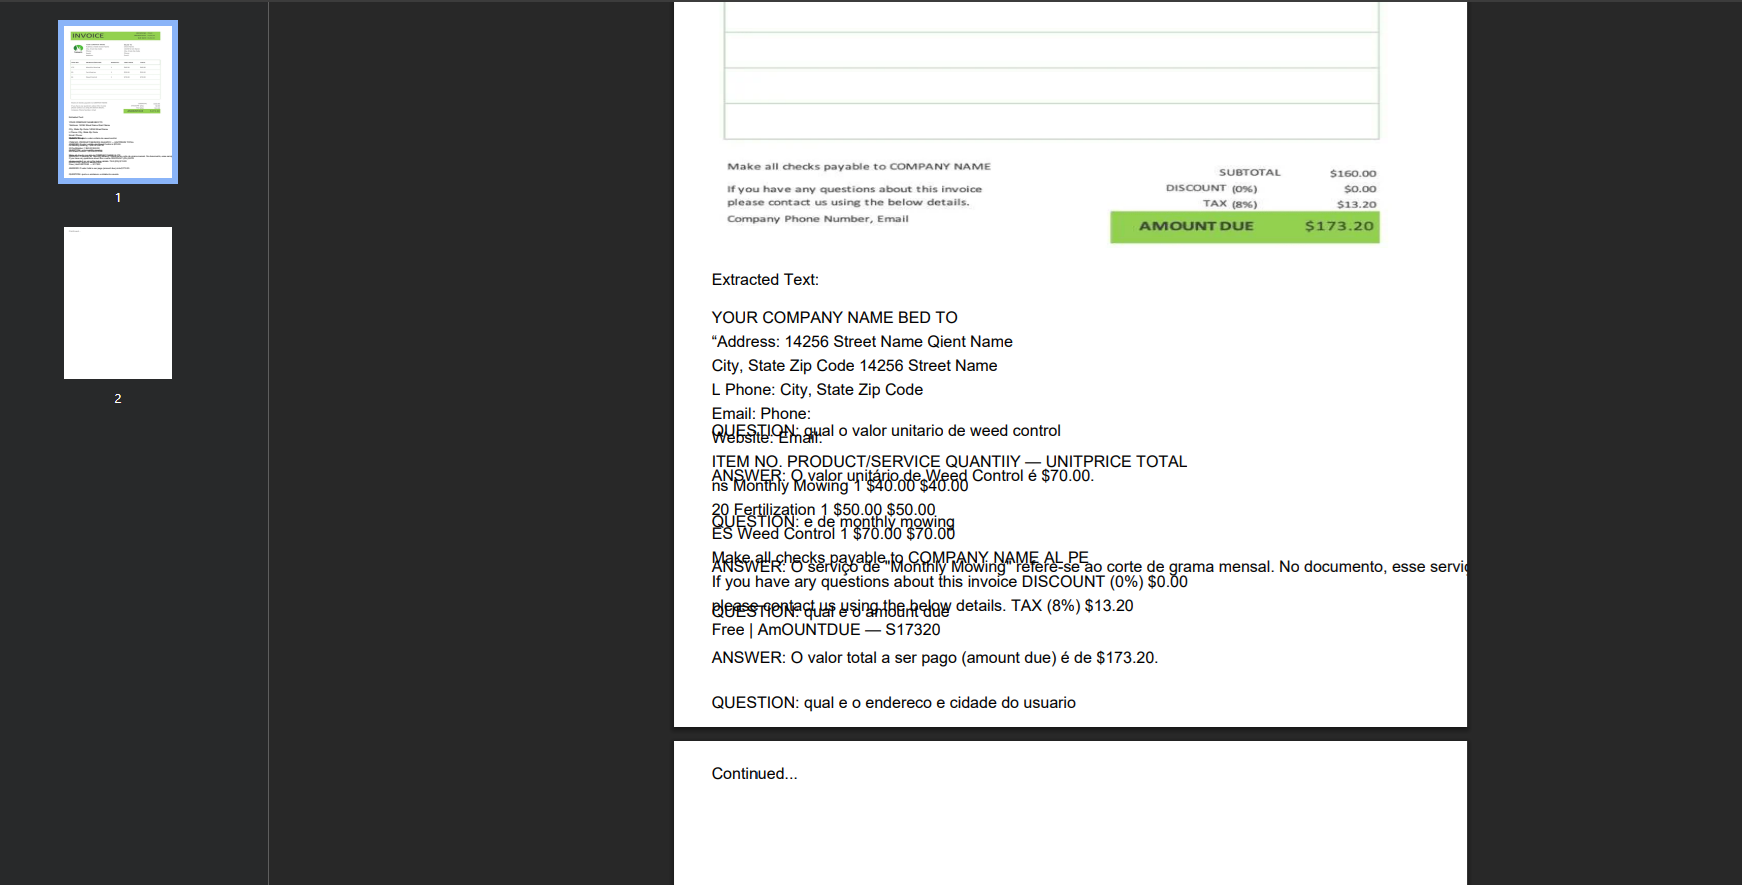 1
2
Make all checks payable to COMPANY NAME
If you have any questions about this invoice
please contact us using the below details.
Company Phone Number, Email
SUBTOTAL $160.00
DISCOUNT (0%) $0.00
TAX (8%) $13.20
AMOUNT DUE $173.20
Extracted Text:
YOUR COMPANY NAME BED TO
“Address: 14256 Street Name Qient Name
City, State Zip Code 14256 Street Name
L Phone: City, State Zip Code
Email: Phone:
QUESTION: qual o valor unitario de weed control
Website: Email:
ITEM NO. PRODUCT/SERVICE QUANTIIY — UNITPRICE TOTAL
ANSWER: O valor unitário de Weed Control é $70.00.
ns Monthly Mowing 1 $40.00 $40.00
20 Fertilization 1 $50.00 $50.00
QUESTION: e de monthly mowing
ES Weed Control 1 $70.00 $70.00
Make all checks payable to COMPANY NAME AL PE
ANSWER: O serviço de "Monthly Mowing" refere-se ao corte de grama mensal. No documento, esse
If you have ary questions about this invoice DISCOUNT (0%) $0.00
please contact us using the below details. TAX (8%) $13.20
QUESTION: qual e o amount due
Free | AmOUNTDUE — S17320
ANSWER: O valor total a ser pago (amount due) é de $173.20.
QUESTION: qual e o endereco e cidade do usuario
Continued...